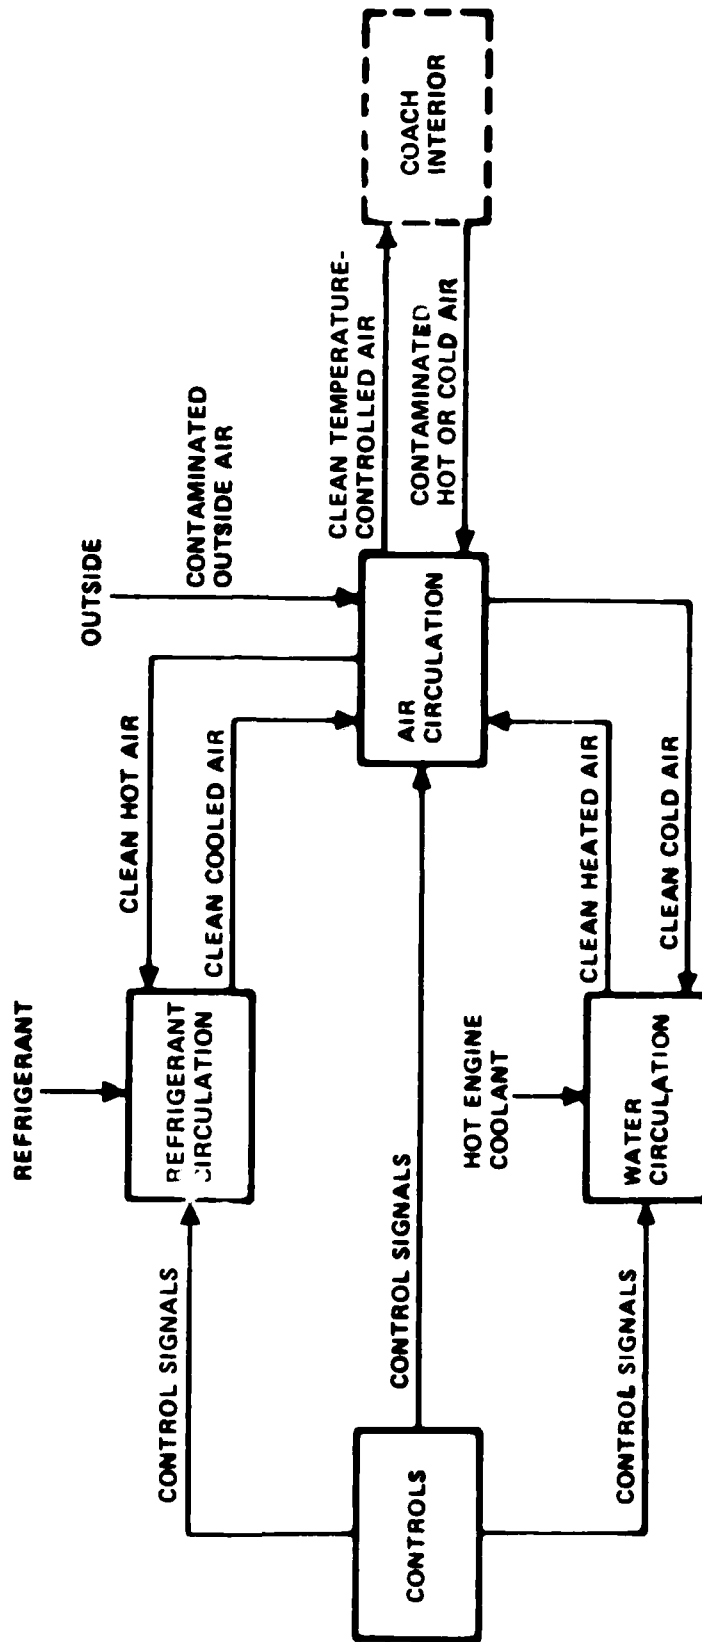 REFRIGERANT
OUTSIDE
CONTROL SIGNALS
REFRIGERANT
CIRCULATION
CLEAN HOT AIR
CLEAN COOLED AIR
CONTAMINATED
OUTSIDE AIR
CONTROLS
CONTROL SIGNALS
AIR
CIRCULATION
CLEAN TEMPERATURE-
CONTROLLED AIR
CONTAMINATED
HOT OR COLD AIR
COACH
INTERIOR
HOT ENGINE
COOLANT
CONTROL SIGNALS
WATER
CIRCULATION
CLEAN HEATED AIR
CLEAN COLD AIR